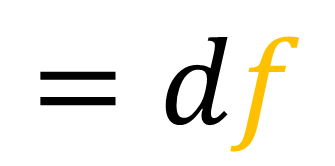 = df